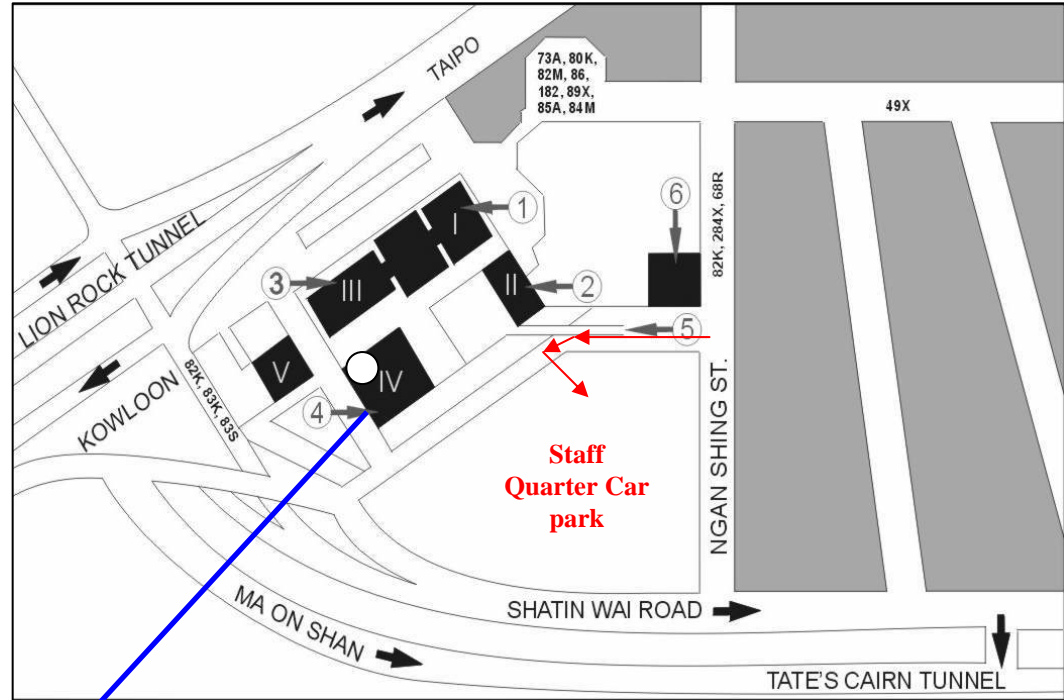 TAIPO
73A, 80K,
82M, 86,
182, 89X,
85A, 84M
49X
LION ROCK TUNNEL
1
I
6
82K, 284X, 68R
3
III
II
2
5
V
IV
4
KOWLOON
82K, 83K, 83S
Staff
Quarter Car
park
NGAN SHING ST.
MA ON SHAN
SHATIN WAI ROAD
TATE'S CAIRN TUNNEL